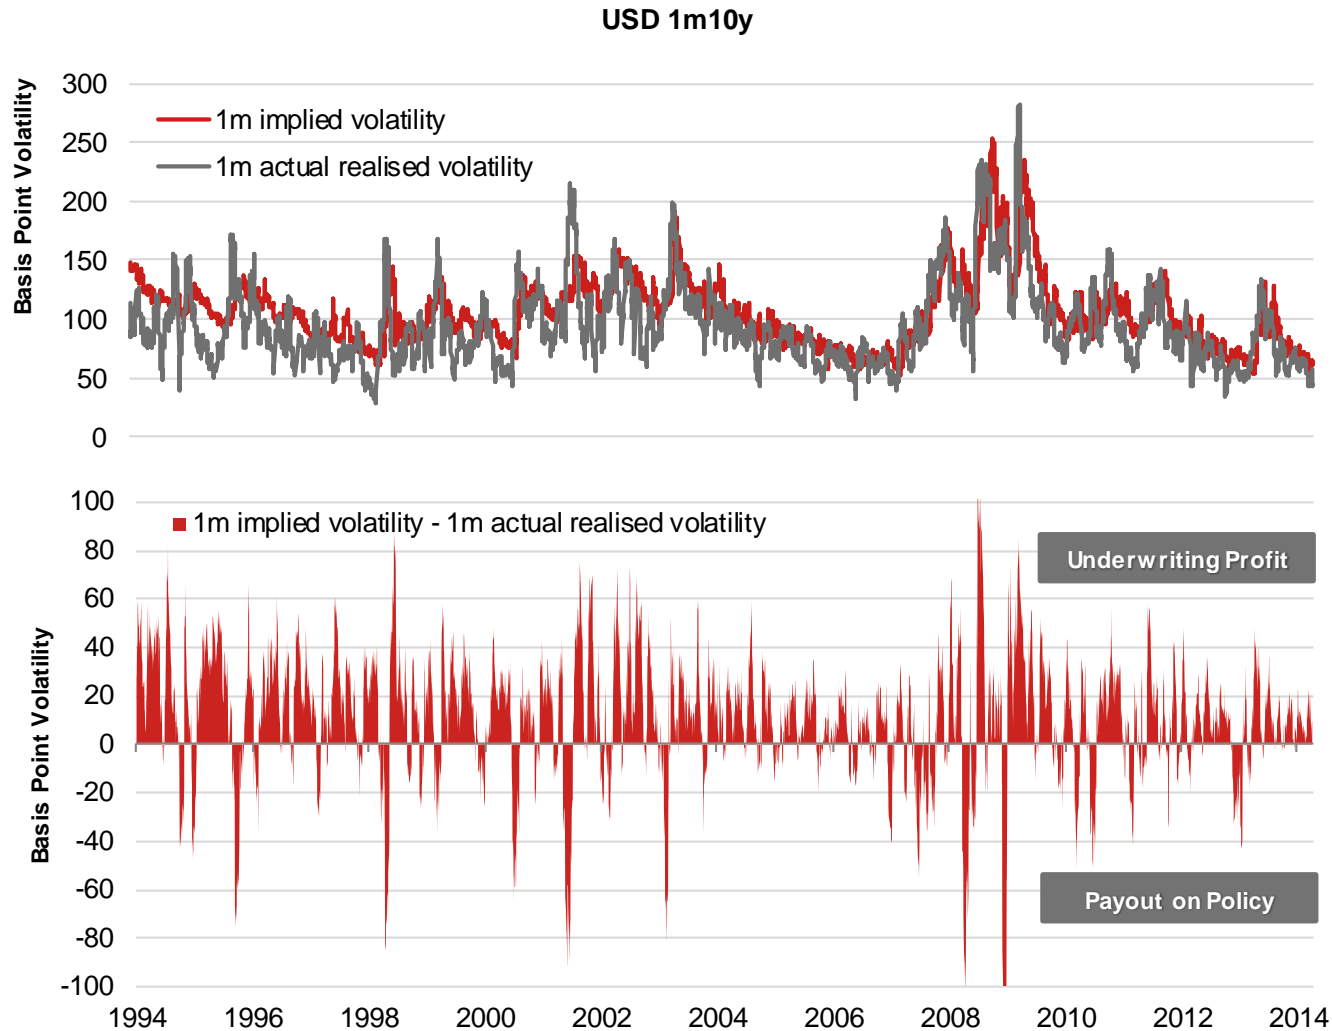 USD 1m10y
Basis Point Volatility
300
250
200
150
100
50
0
1m implied volatility
1m actual realised volatility
Basis Point Volatility
100
80
60
40
20
0
-20
-40
-60
-80
-100
1m implied volatility - 1m actual realised volatility
Underwriting Profit
Payout on Policy
1994 1996 1998 2000 2002 2004 2006 2008 2010 2012 2014